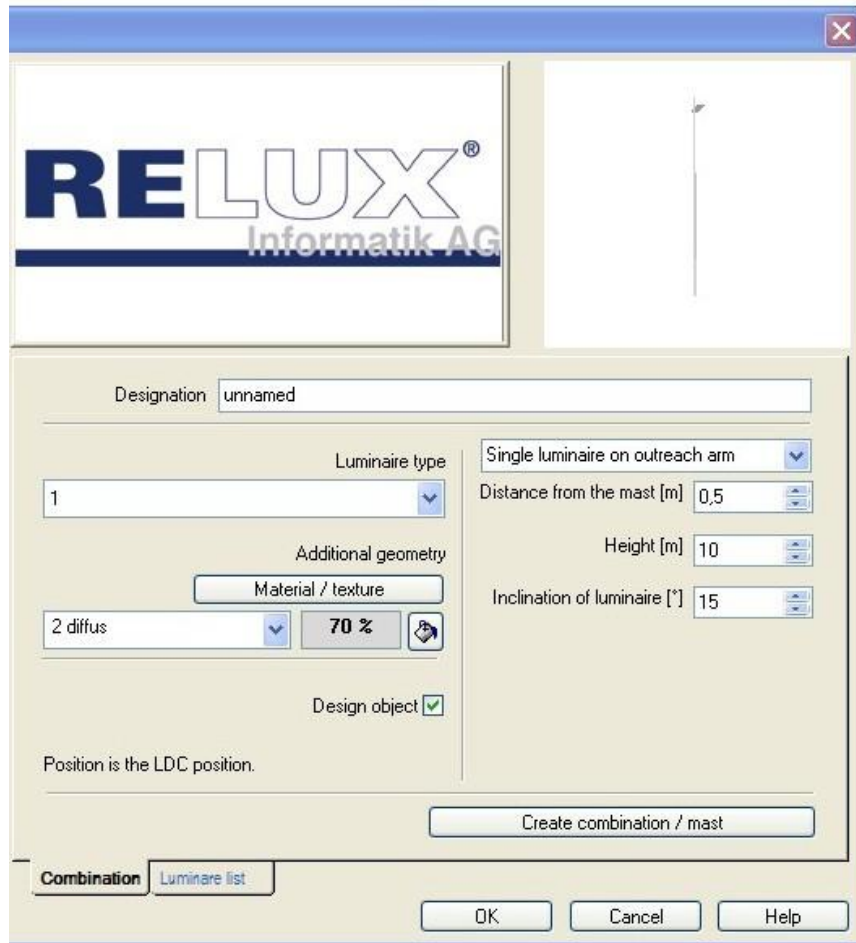 RELUX®
Informatik AG
Designation unnamed
Luminaire type
1
Additional geometry
Material / texture
2 diffus 70 %
Design object
Position is the LDC position.
Single luminaire on outreach arm
Distance from the mast [m] 0,5
Height [m] 10
Inclination of luminaire [°] 15
Create combination / mast
Combination Luminare list
OK Cancel Help